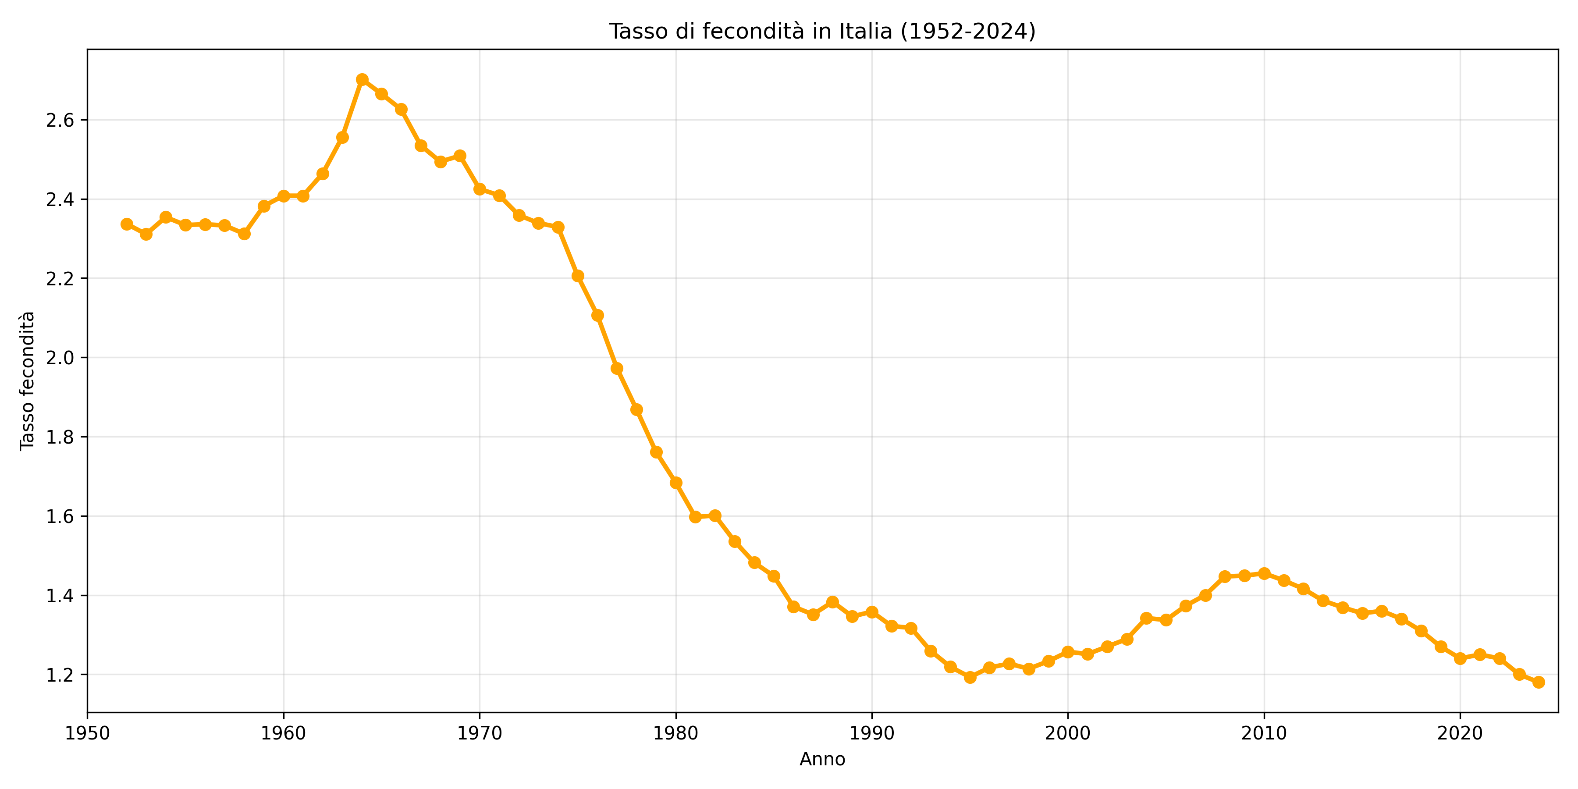 Tasso di fecondità in Italia (1952-2024)
Tasso fecondità
2.6
2.4
2.2
2.0
1.8
1.6
1.4
1.2
1950 1960 1970 1980 1990 2000 2010 2020
Anno